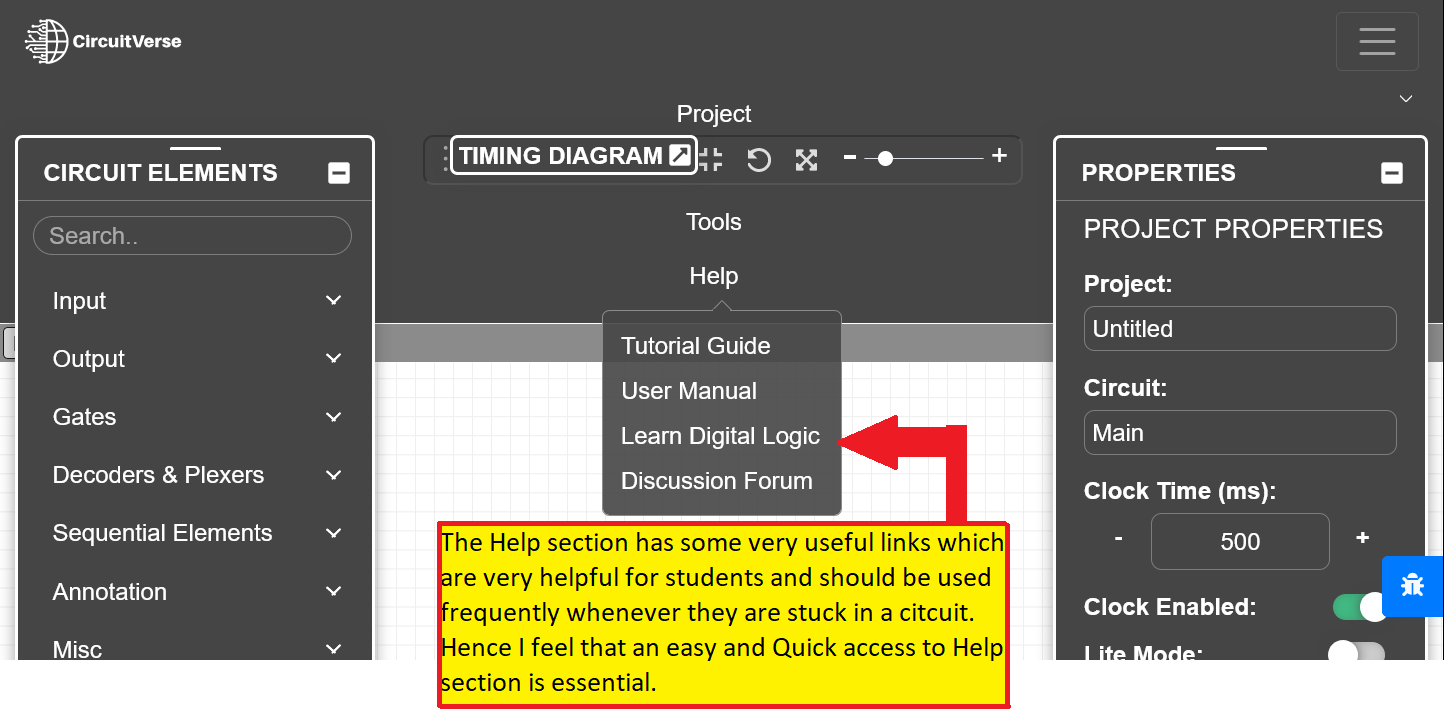 CircuitVerse
Project
CIRCUIT ELEMENTS
Search..
Input
Output
Gates
Decoders & Plexers
Sequential Elements
Annotation
Misc
TIMING DIAGRAM
Tools
Help
Tutorial Guide
User Manual
Learn Digital Logic
Discussion Forum
The Help section has some very useful links which
are very helpful for students and should be used
frequently whenever they are stuck in a citcuit.
Hence I feel that an easy and Quick access to Help
section is essential.
PROPERTIES
PROJECT PROPERTIES
Project:
Untitled
Circuit:
Main
Clock Time (ms):
- 500 +
Clock Enabled:
Lite Mode: